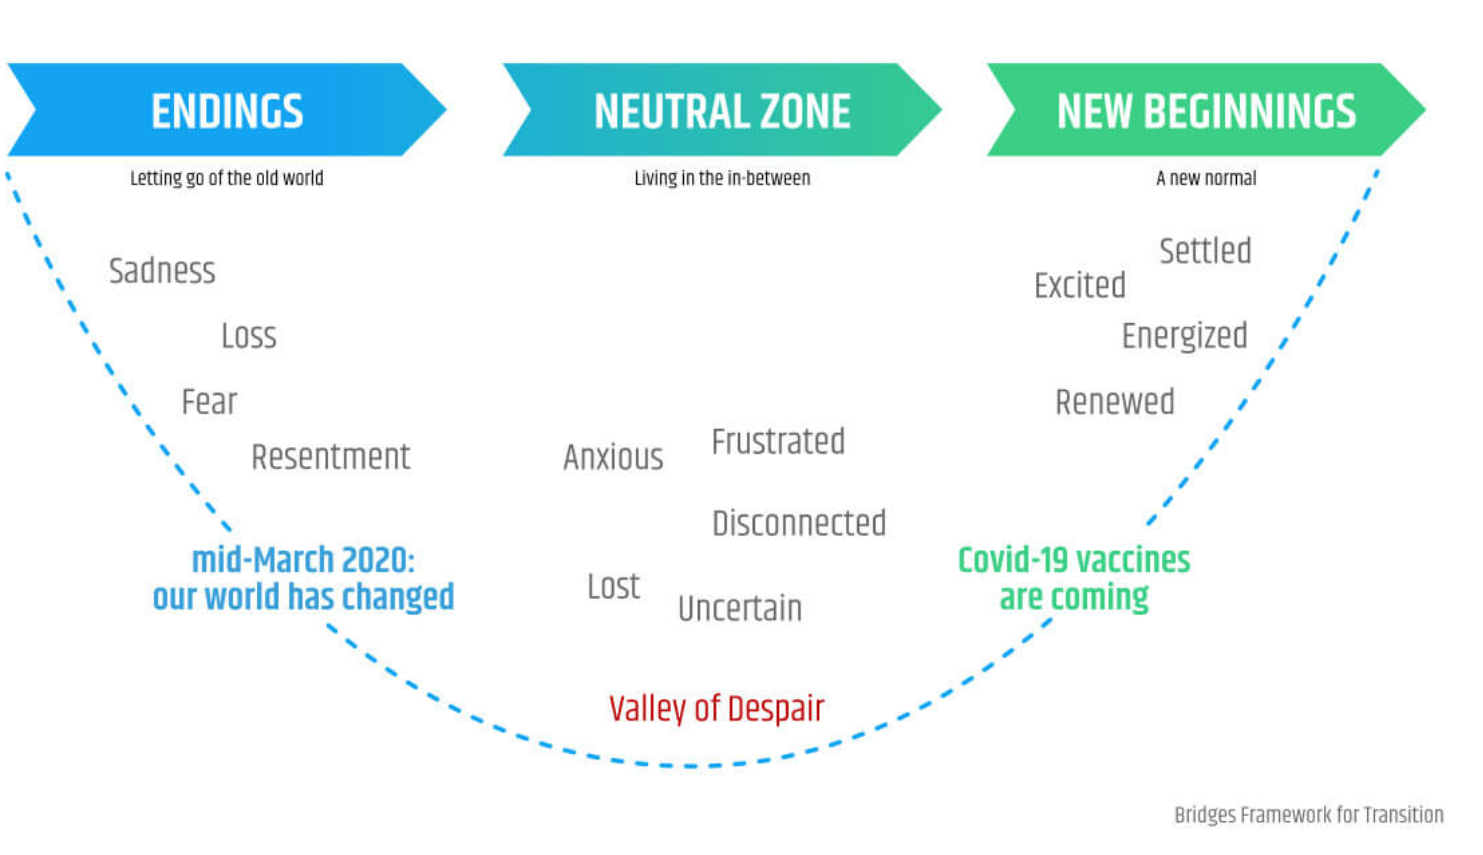 ENDINGS
NEUTRAL ZONE
NEW BEGINNINGS
Letting go of the old world
Living in the in-between
A new normal
Sadness
Loss
Fear
Resentment
mid-March 2020:
our world has changed
Anxious
Frustrated
Disconnected
Lost
Uncertain
Valley of Despair
Settled
Excited
Energized
Renewed
Covid-19 vaccines
are coming
Bridges Framework for Transition